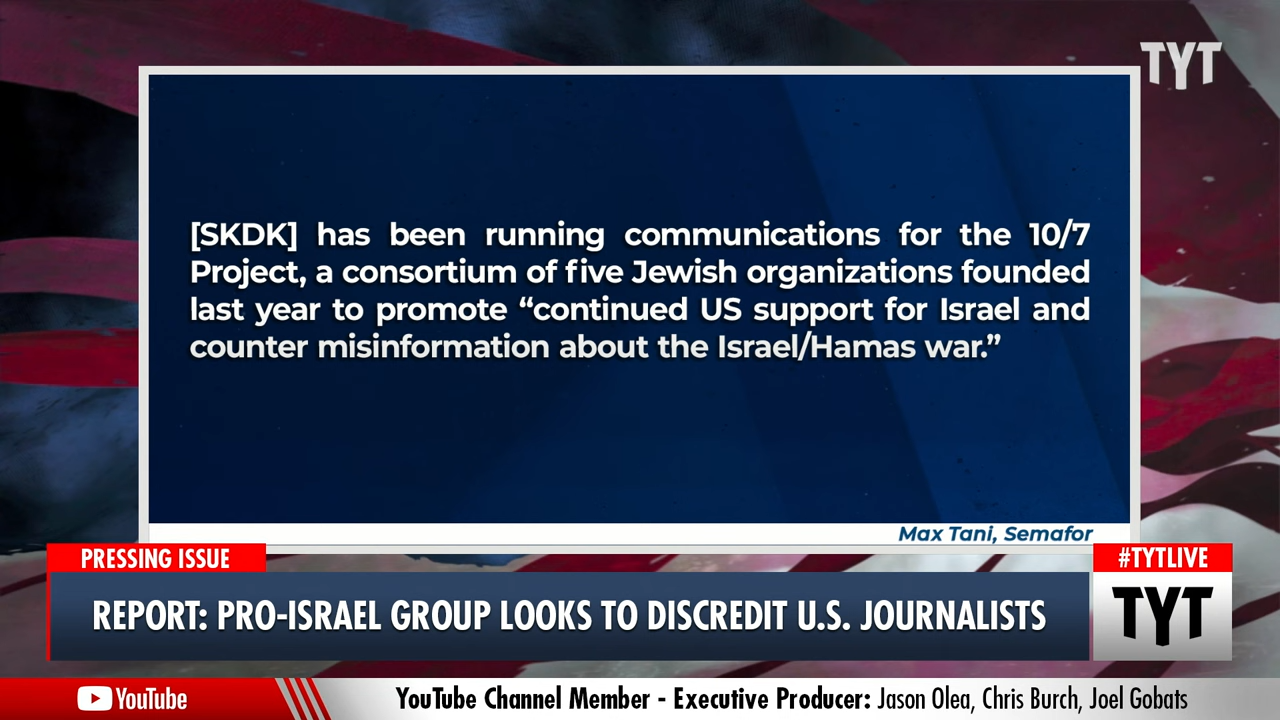 TYT
[SKDK] has been running communications for the 10/7
Project, a consortium of five Jewish organizations founded
last year to promote “continued US support for Israel and
counter misinformation about the Israel/Hamas war.”
Max Tani, Semafor
PRESSING ISSUE
#TYTLIVE
REPORT: PRO-ISRAEL GROUP LOOKS TO DISCREDIT U.S. JOURNALISTS
TYT
YouTube
YouTube Channel Member - Executive Producer: Jason Olea, Chris Burch, Joel Gobats